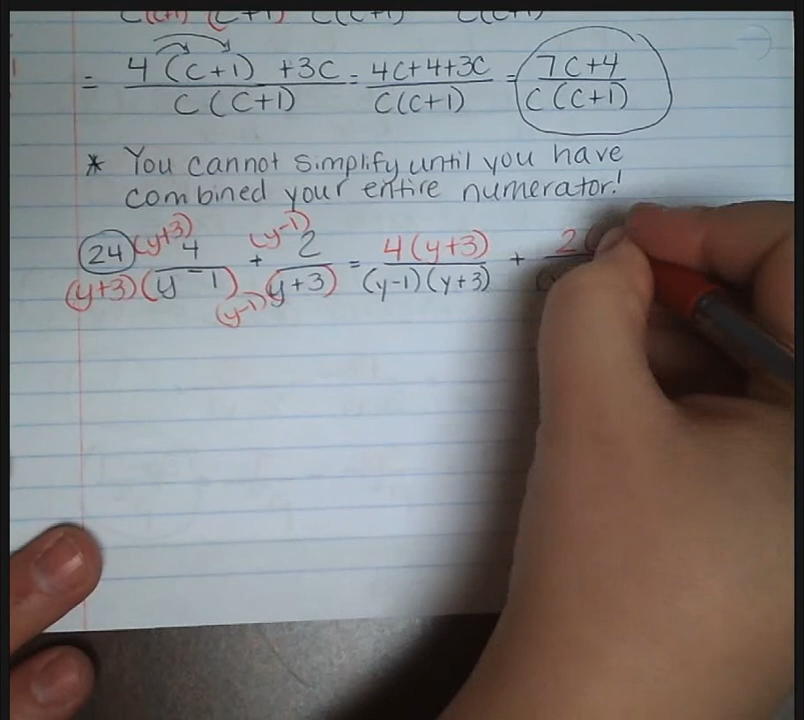 = 4(c+1) +3c / c(c+1) = 4c+4+3c / c(c+1) = 7c+4 / c(c+1)
* You cannot simplify until you have
combined your entire numerator!
24 (y+3) 4 / (y+3)(y-1) + (y-1) 2 / (y-1)(y+3) = 4(y+3) / (y-1)(y+3) + 2(